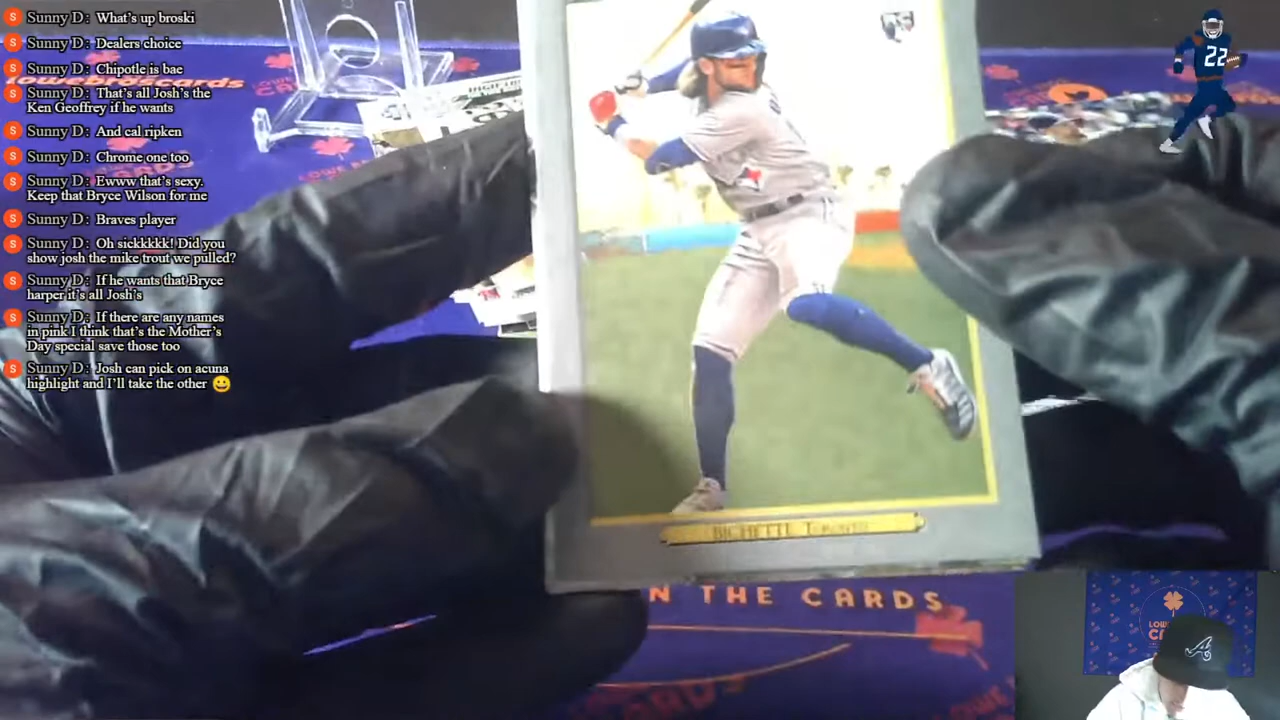 Sunny D: What's up broski
Sunny D: Dealers choice
Sunny D: Chipotle is bae
Sunny D: That's all Josh's the
Ken Geoffrey if he wants
Sunny D: And cal ripken
Sunny D: Chrome one too
Sunny D: Ewww that's sexy.
Keep that Bryce Wilson for me
Sunny D: Braves player
Sunny D: Oh sickkkkk! Did you
show josh the mike trout we pulled?
Sunny D: If he wants that Bryce
harper it's all Josh's
Sunny D: If there are any names
in pink I think that's the Mother's
Day special save those too
Sunny D: Josh can pick on acuna
highlight and I'll take the other 😀
22
BICHETTE Toronto
N THE CARDS